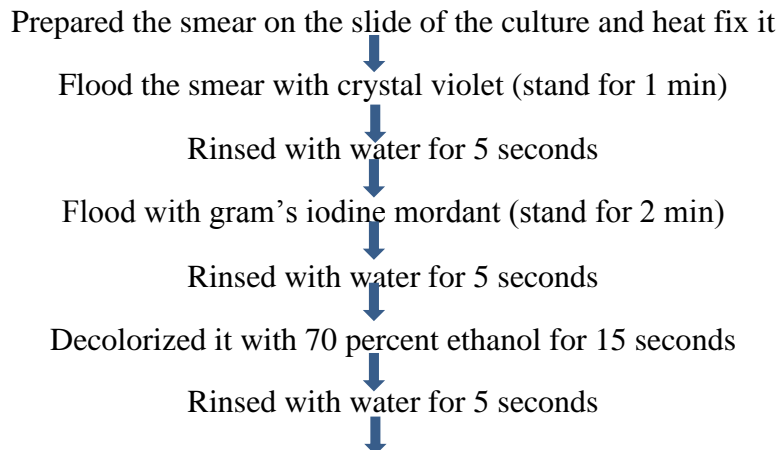 Prepared the smear on the slide of the culture and heat fix it
Flood the smear with crystal violet (stand for 1 min)
Rinsed with water for 5 seconds
Flood with gram's iodine mordant (stand for 2 min)
Rinsed with water for 5 seconds
Decolorized it with 70 percent ethanol for 15 seconds
Rinsed with water for 5 seconds